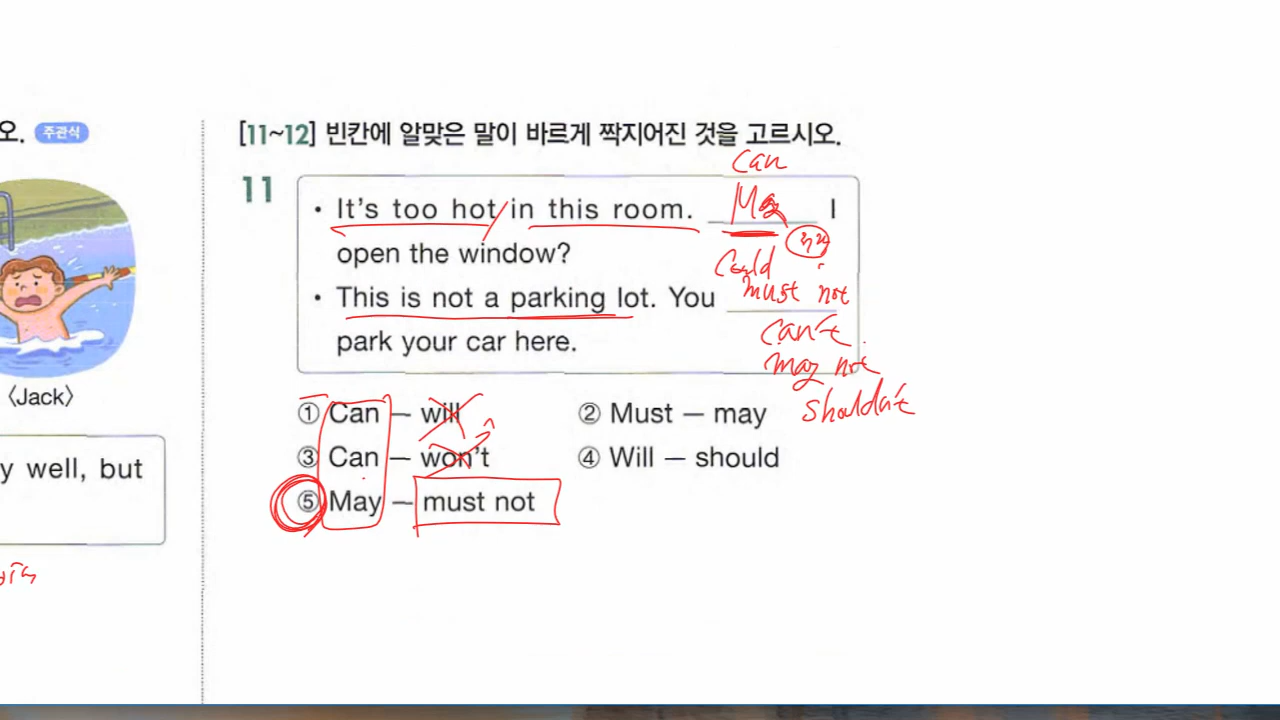 오. 주관식
<Jack>
y well, but
[11~12] 빈칸에 알맞은 말이 바르게 짝지어진 것을 고르시오.
11
can
• It's too hot in this room. May I
open the window?
could
• This is not a parking lot. You must not
park your car here.
can't
may not
shouldn't
① Can – will
② Must – may
③ Can – won't
④ Will – should
⑤ May – must not